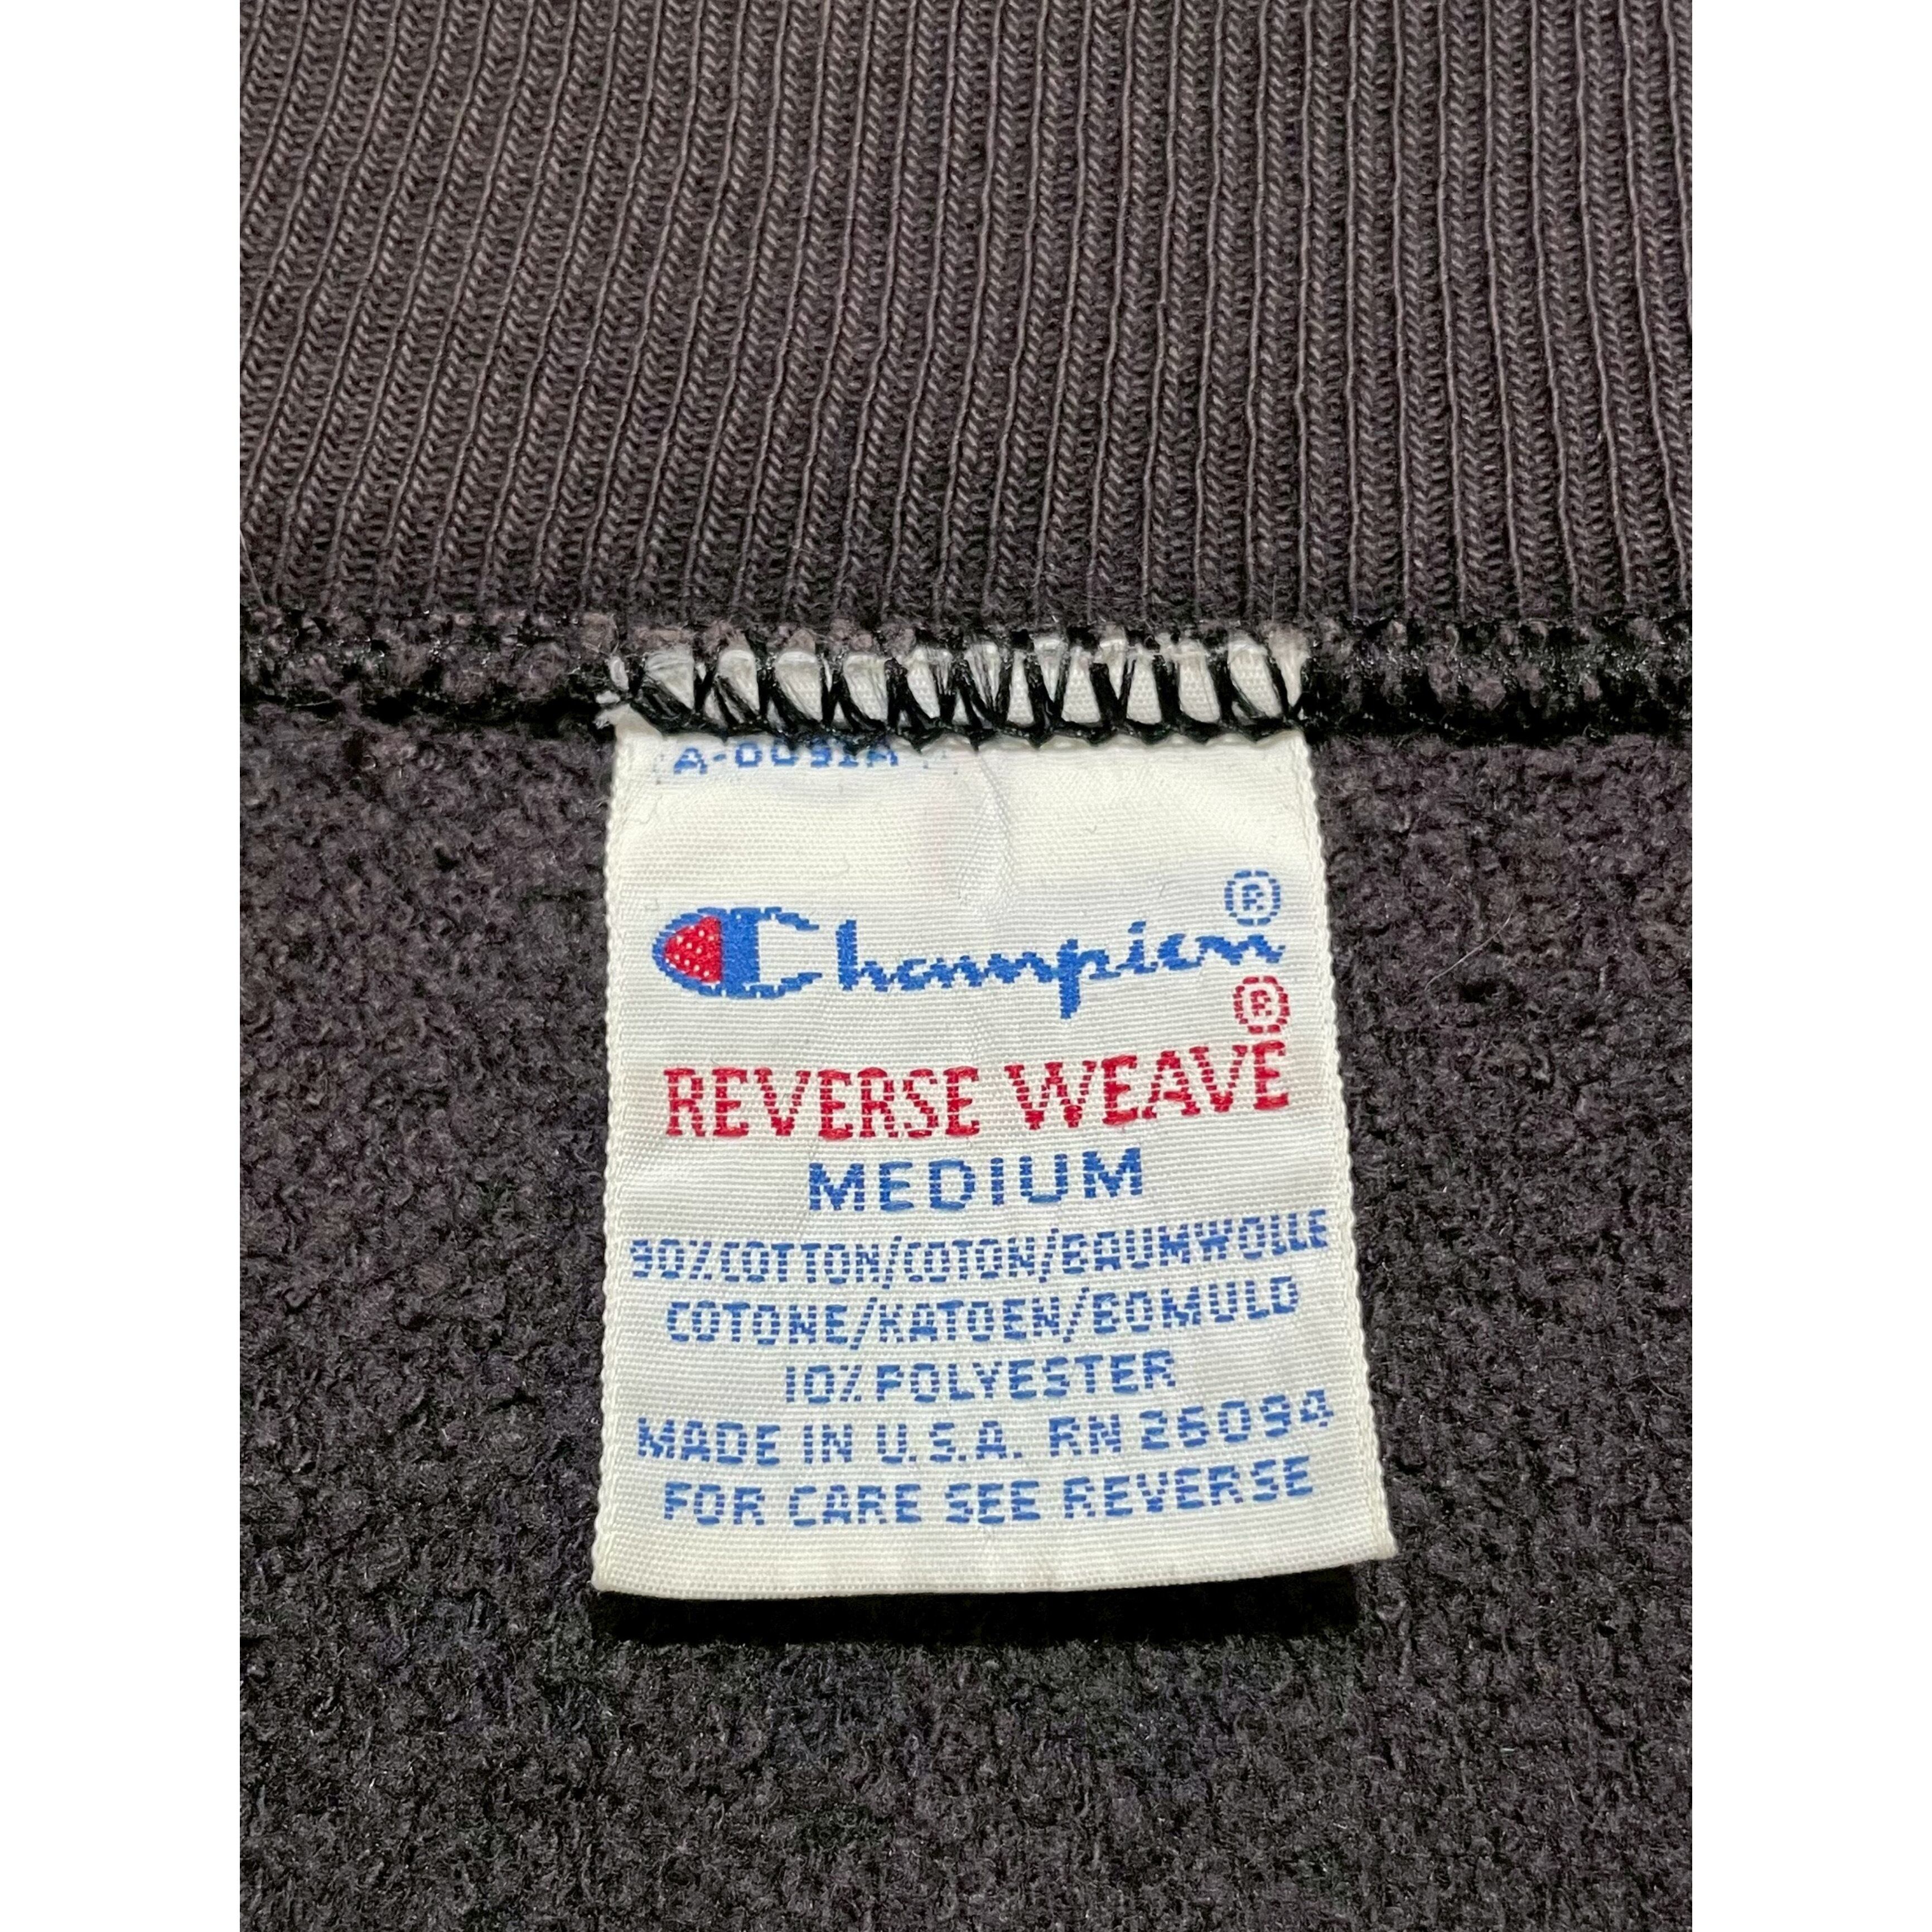 A-0091A
Champion®
®
REVERSE WEAVE
MEDIUM
90% COTTON/COTON/BAUMWOLLE
COTONE/KATOEN/BOMULD
10% POLYESTER
MADE IN U.S.A. RN 26094
FOR CARE SEE REVERSE